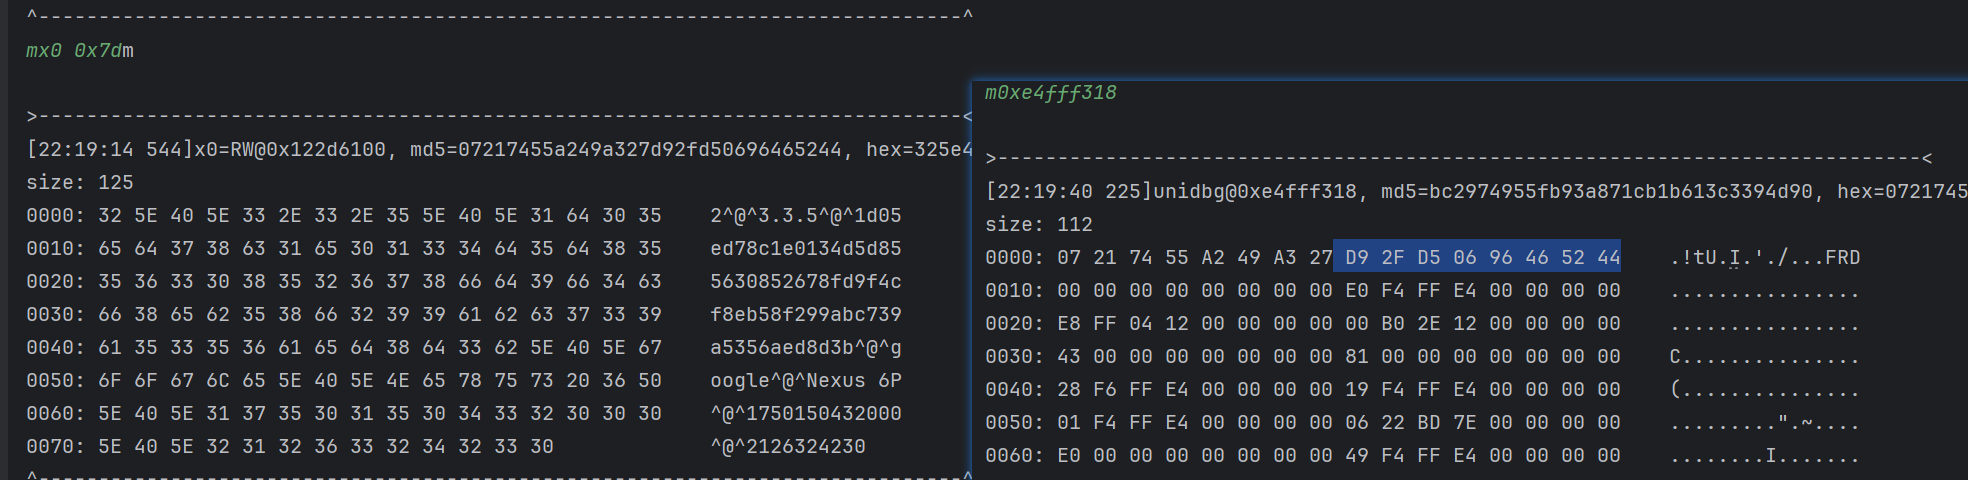 ^-----------------------------------------------------------------------------^
mx0 0x7dm
>-----------------------------------------------------------------------------<
[22:19:14 544]x0=RW@0x122d6100, md5=07217455a249a327d92fd50696465244, hex=325e4
size: 125
0000: 32 5E 40 5E 33 2E 33 2E 35 5E 40 5E 31 64 30 35    2^@^3.3.5^@^1d05
0010: 65 64 37 38 63 31 65 30 31 33 34 64 35 64 38 35    ed78c1e0134d5d85
0020: 35 36 33 30 38 35 32 36 37 38 66 64 39 66 34 63    5630852678fd9f4c
0030: 66 38 65 62 35 38 66 32 39 39 61 62 63 37 33 39    f8eb58f299abc739
0040: 61 35 33 35 36 61 65 64 38 64 33 62 5E 40 5E 67    a5356aed8d3b^@^g
0050: 6F 6F 67 6C 65 5E 40 5E 4E 65 78 75 73 20 36 50    oogle^@^Nexus 6P
0060: 5E 40 5E 31 37 35 30 31 35 30 34 33 32 30 30 30    ^@^1750150432000
0070: 5E 40 5E 32 31 32 36 33 32 34 32 33 30    ^@^2126324230
^-----------------------------------------------------------------------------^
m0xe4fff318
>-----------------------------------------------------------------------------<
[22:19:40 225]unidbg@0xe4fff318, md5=bc2974955fb93a871cb1b613c3394d90, hex=0721745
size: 112
0000: 07 21 74 55 A2 49 A3 27 D9 2F D5 06 96 46 52 44    .!tU.I.'./...FRD
0010: 00 00 00 00 00 00 00 00 E0 F4 FF E4 00 00 00 00    ................
0020: E8 FF 04 12 00 00 00 00 00 B0 2E 12 00 00 00 00    ................
0030: 43 00 00 00 00 00 00 00 81 00 00 00 00 00 00 00    C...............
0040: 28 F6 FF E4 00 00 00 00 19 F4 FF E4 00 00 00 00    (...............
0050: 01 F4 FF E4 00 00 00 00 06 22 BD 7E 00 00 00 00    .........".~....
0060: E0 00 00 00 00 00 00 00 49 F4 FF E4 00 00 00 00    ........I.......